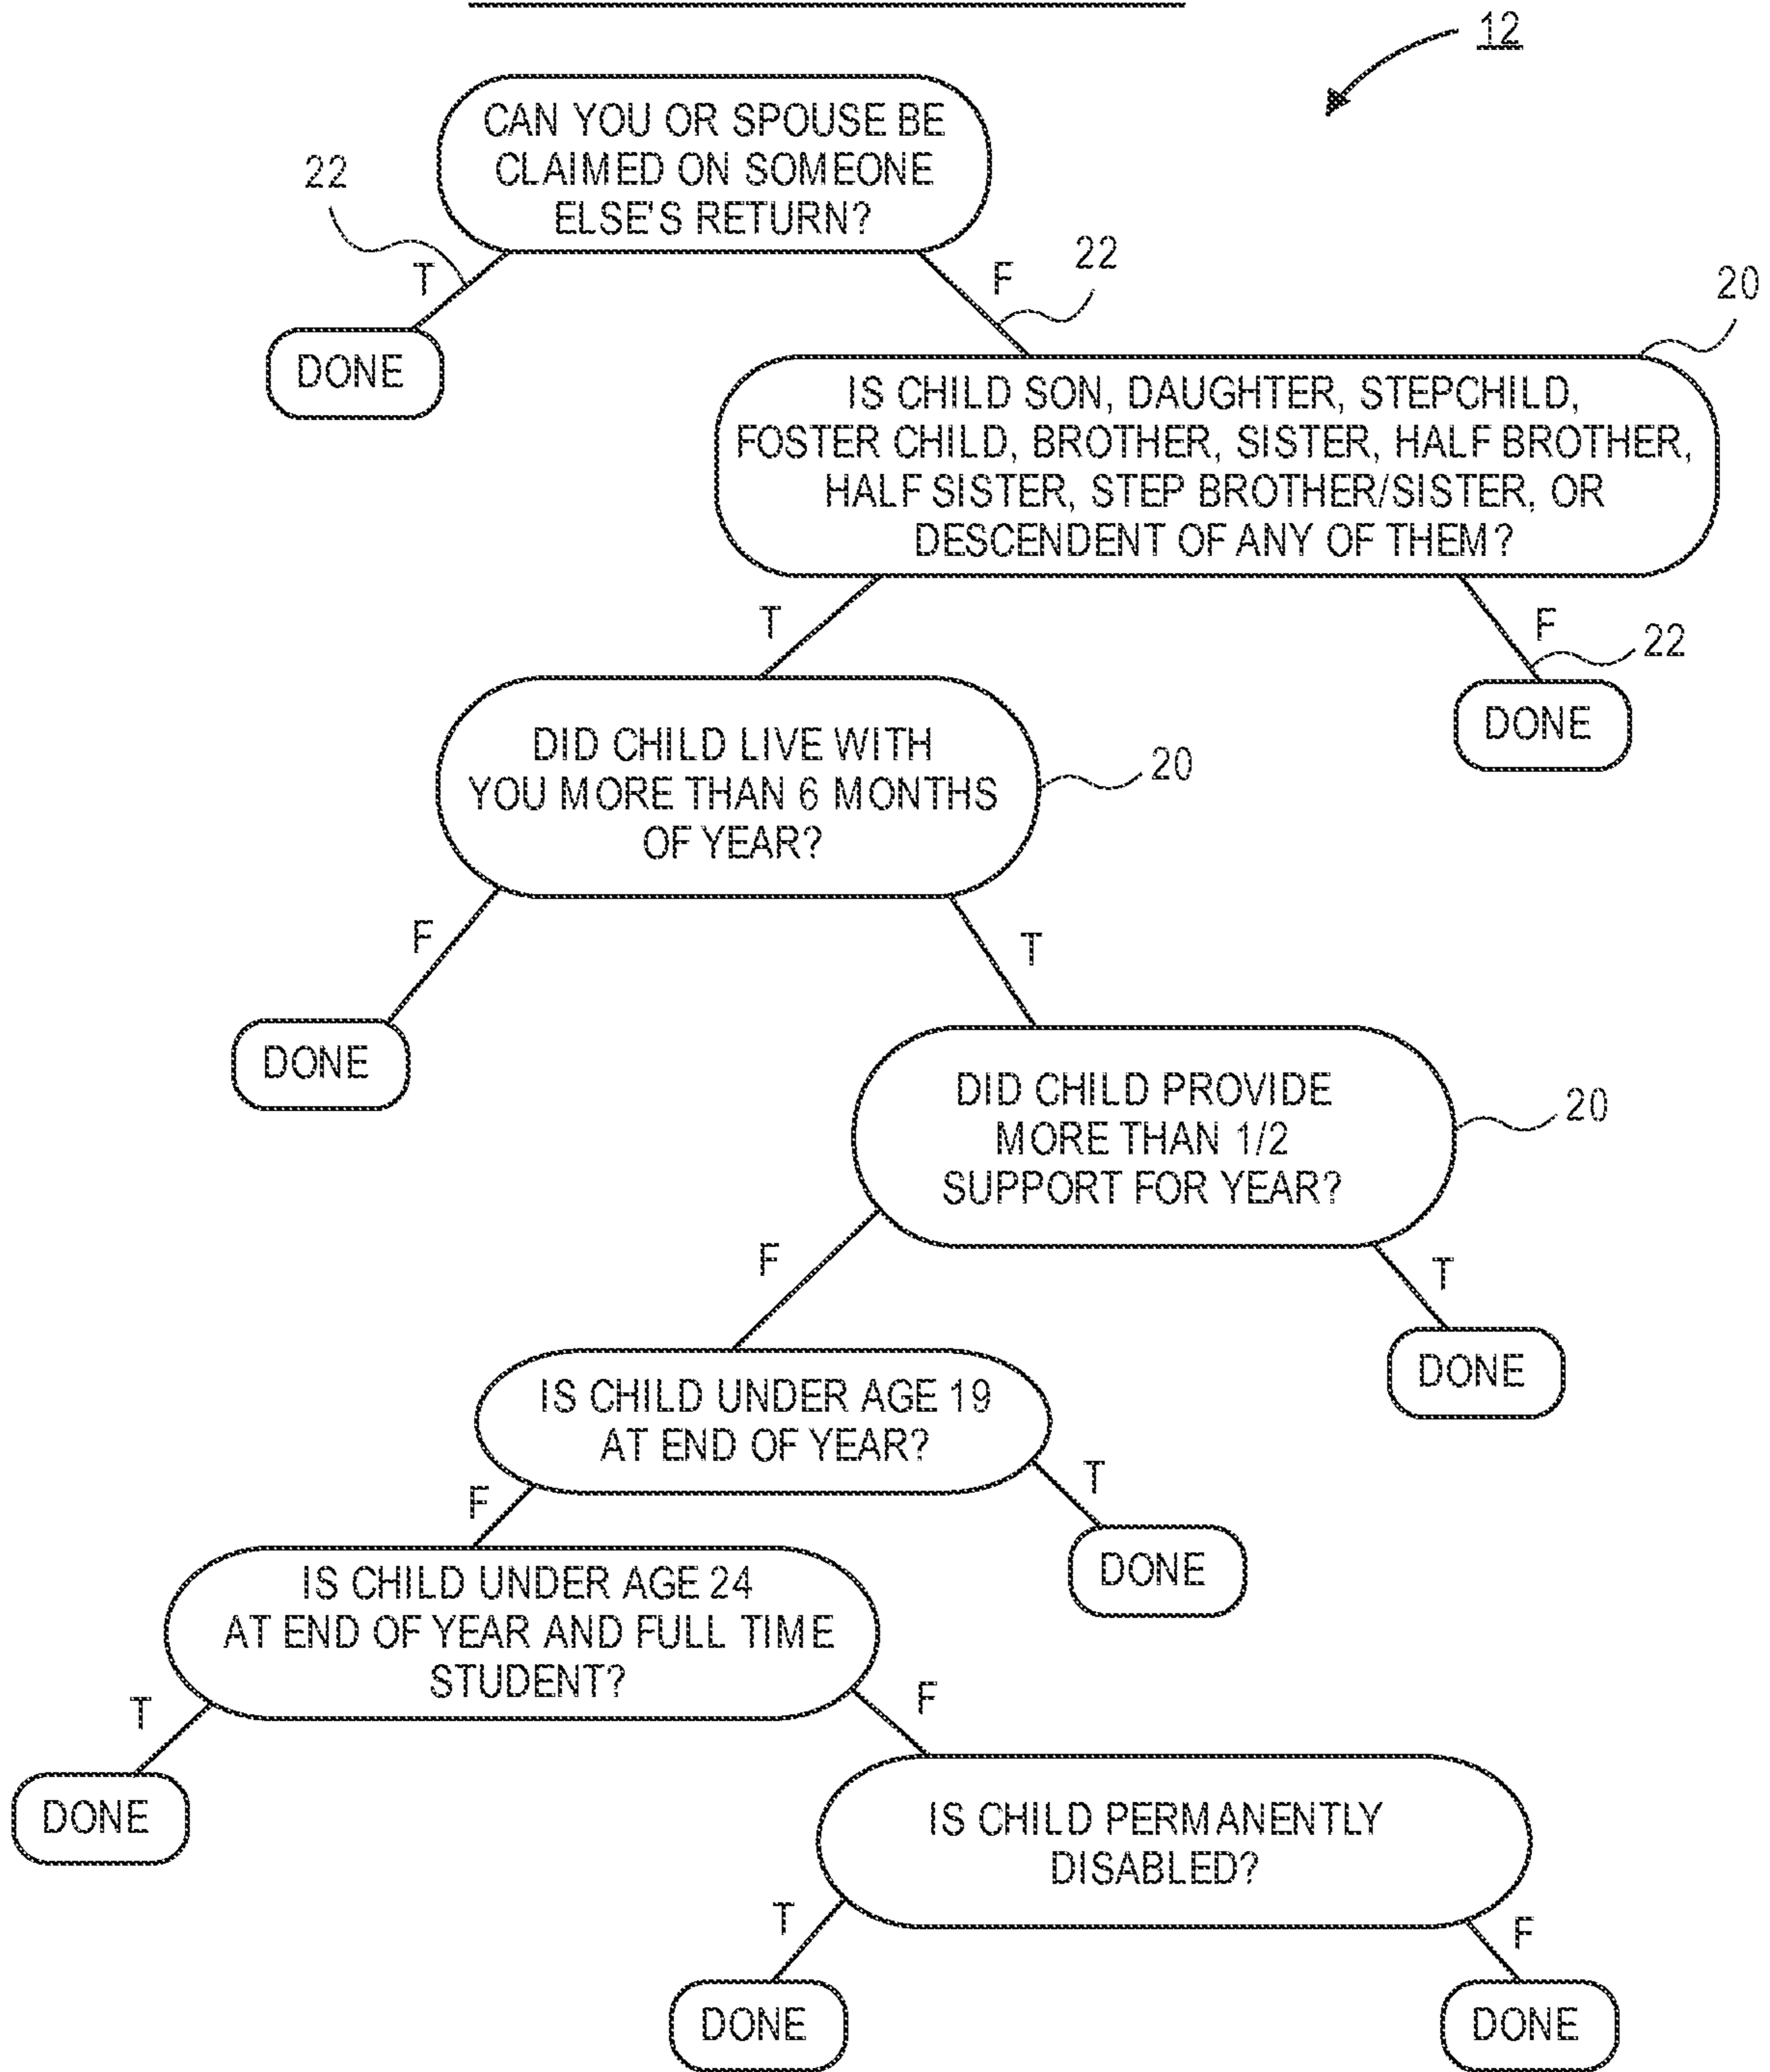 12
CAN YOU OR SPOUSE BE
CLAIMED ON SOMEONE
ELSE'S RETURN?
22
T
F
22
DONE
20
IS CHILD SON, DAUGHTER, STEPCHILD,
FOSTER CHILD, BROTHER, SISTER, HALF BROTHER,
HALF SISTER, STEP BROTHER/SISTER, OR
DESCENDENT OF ANY OF THEM?
T
F
22
DONE
DID CHILD LIVE WITH
YOU MORE THAN 6 MONTHS
OF YEAR?
20
F
T
DONE
DID CHILD PROVIDE
MORE THAN 1/2
SUPPORT FOR YEAR?
20
F
T
DONE
IS CHILD UNDER AGE 19
AT END OF YEAR?
F
T
DONE
IS CHILD UNDER AGE 24
AT END OF YEAR AND FULL TIME
STUDENT?
T
F
DONE
IS CHILD PERMANENTLY
DISABLED?
T
F
DONE
DONE